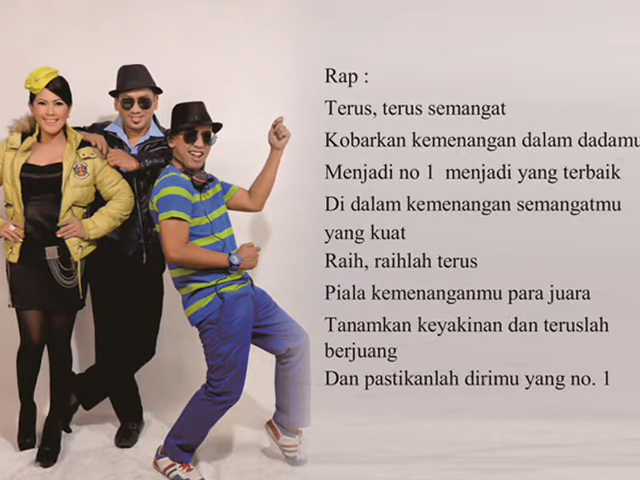 Rap :
Terus, terus semangat
Kobarkan kemenangan dalam dadamu
Menjadi no 1 menjadi yang terbaik
Di dalam kemenangan semangatmu
yang kuat
Raih, raihlah terus
Piala kemenanganmu para juara
Tanamkan keyakinan dan teruslah
berjuang
Dan pastikanlah dirimu yang no. 1